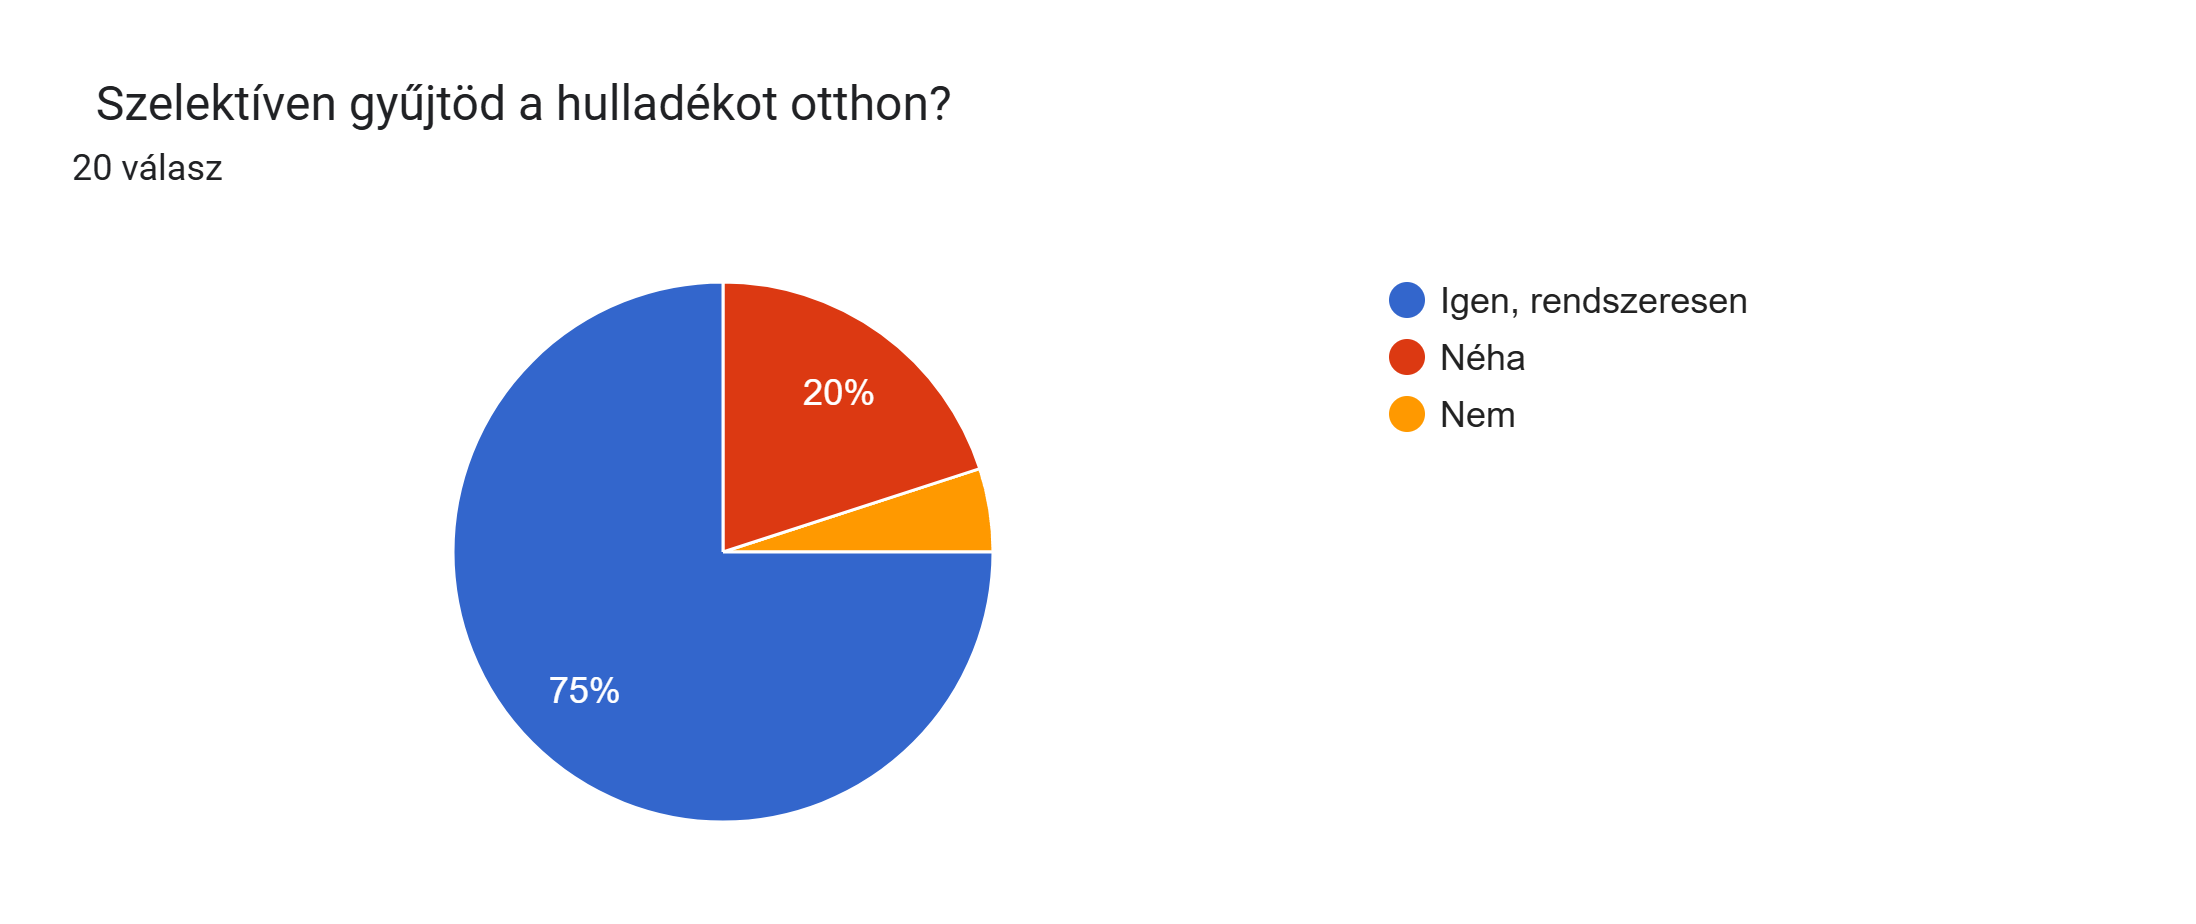 Szelektíven gyűjtöd a hulladékot otthon?
20 válasz
Igen, rendszeresen
Néha
Nem
20%
75%